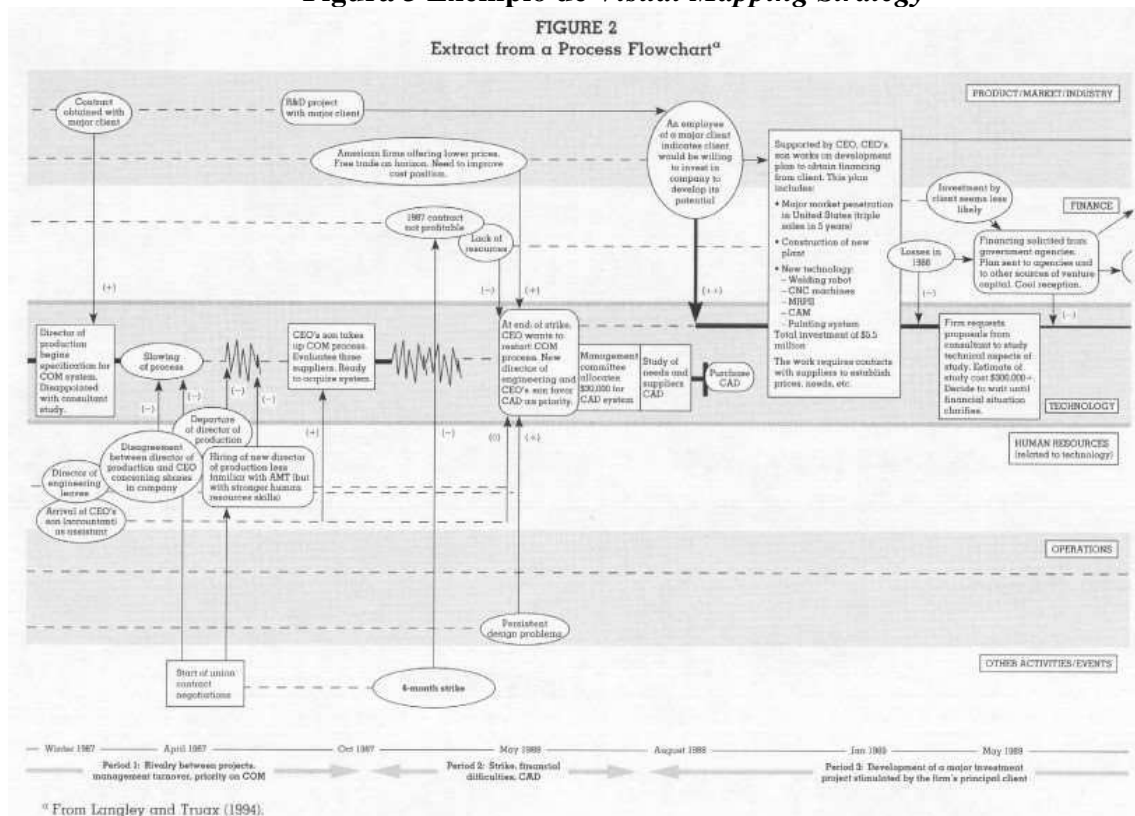 Figura 3 Exemplo de Visual Mapping Strategy
FIGURE 2
Extract from a Process Flowchart^a
PRODUCT/MARKET/INDUSTRY
Contract
obtained with
major client
R&D project
with major client
American firms offering lower prices.
Free trade on horizon. Need to improve
cost position.
An employee
of a major client
indicates client
would be willing
to invest in
company to
develop its
potential
Supported by CEO, CEO's
son works on development
plan to obtain financing
from client. This plan
includes:
• Major market penetration
in United States (triple
sales in 5 years)
• Construction of new
plant
• New technology:
– Welding robot
– CNC machines
– MRPII
– CAM
– Painting system
Total investment of $5.5
million
The work requires contacts
with suppliers to establish
prices, needs, etc.
Investment by
client seems less
likely
FINANCE
1987 contract
not profitable
Lack of
resources
Losses in
1988
Financing solicited from
government agencies.
Plan sent to agencies and
to other sources of venture
capital. Cool reception.
(+)
(–)
(+)
(++)
(–)
(–)
Director of
production
begins
specification for
COM system.
Disappointed
with consultant
study.
Slowing
of process
CEO's son takes
up COM process.
Evaluates three
suppliers. Ready
to acquire system.
At end of strike,
CEO wants to
restart COM
process. New
director of
engineering and
CEO's son favor
CAD as priority.
Management
committee
allocates
$30,000 for
CAD system
Study of
needs and
suppliers
CAD
Purchase
CAD
Firm requests
proposals from
consultant to study
technical aspects of
study. Estimate of
study cost $300,000+.
Decide to wait until
financial situation
clarifies.
TECHNOLOGY
(–)
(–)
(–)
(–)
(+)
(–)
(0)
(+)
HUMAN RESOURCES
(related to technology)
Departure
of director of
production
Disagreement
between director of
production and CEO
concerning shares
in company
Hiring of new director
of production less
familiar with AMT (but
with stronger human
resources skills)
Director of
engineering
leaves
Arrival of CEO's
son (accountant)
as assistant
OPERATIONS
Persistent
design problems
OTHER ACTIVITIES/EVENTS
Start of union
contract
negotiations
6-month strike
Winter 1987
April 1987
Oct 1987
May 1988
August 1988
Jan 1989
May 1989
Period 1: Rivalry between projects,
management turnover, priority on COM
Period 2: Strike, financial
difficulties, CAD
Period 3: Development of a major investment
project stimulated by the firm's principal client
^a From Langley and Truax (1994).